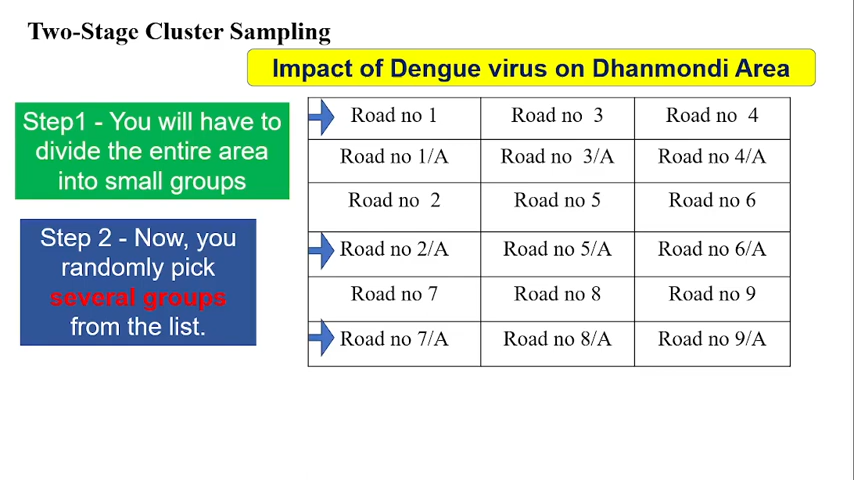 Two-Stage Cluster Sampling
Impact of Dengue virus on Dhanmondi Area
Step1 - You will have to
divide the entire area
into small groups
Step 2 - Now, you
randomly pick
several groups
from the list.
Road no 1 Road no 3 Road no 4
Road no 1/A Road no 3/A Road no 4/A
Road no 2 Road no 5 Road no 6
Road no 2/A Road no 5/A Road no 6/A
Road no 7 Road no 8 Road no 9
Road no 7/A Road no 8/A Road no 9/A